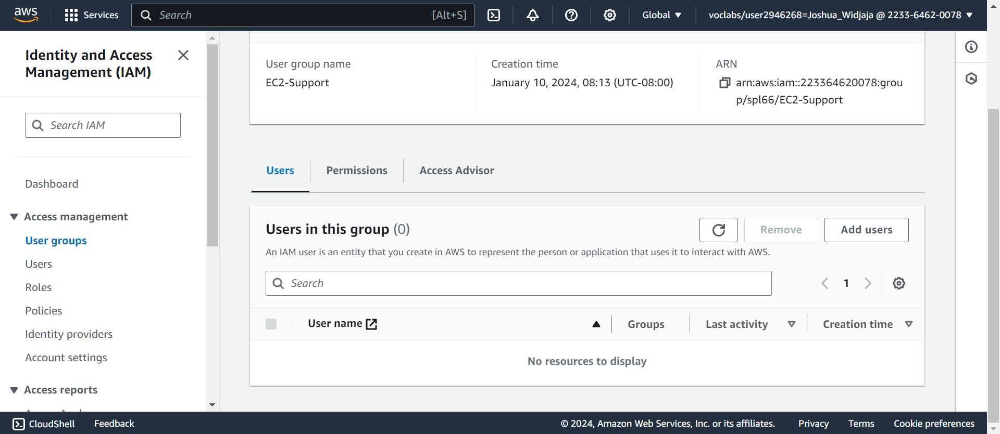 aws
Services
Search
[Alt+S]
Global
voclabs/user2946268=Joshua_Widjaja @ 2233-6462-0078
Identity and Access
Management (IAM)
Search IAM
Dashboard
Access management
User groups
Users
Roles
Policies
Identity providers
Account settings
Access reports
User group name
EC2-Support
Creation time
January 10, 2024, 08:13 (UTC-08:00)
ARN
arn:aws:iam::223364620078:grou
p/spl66/EC2-Support
Users
Permissions
Access Advisor
Users in this group (0)
Remove
Add users
An IAM user is an entity that you create in AWS to represent the person or application that uses it to interact with AWS.
Search
1
User name
Groups
Last activity
Creation time
No resources to display
CloudShell
Feedback
© 2024, Amazon Web Services, Inc. or its affiliates.
Privacy
Terms
Cookie preferences